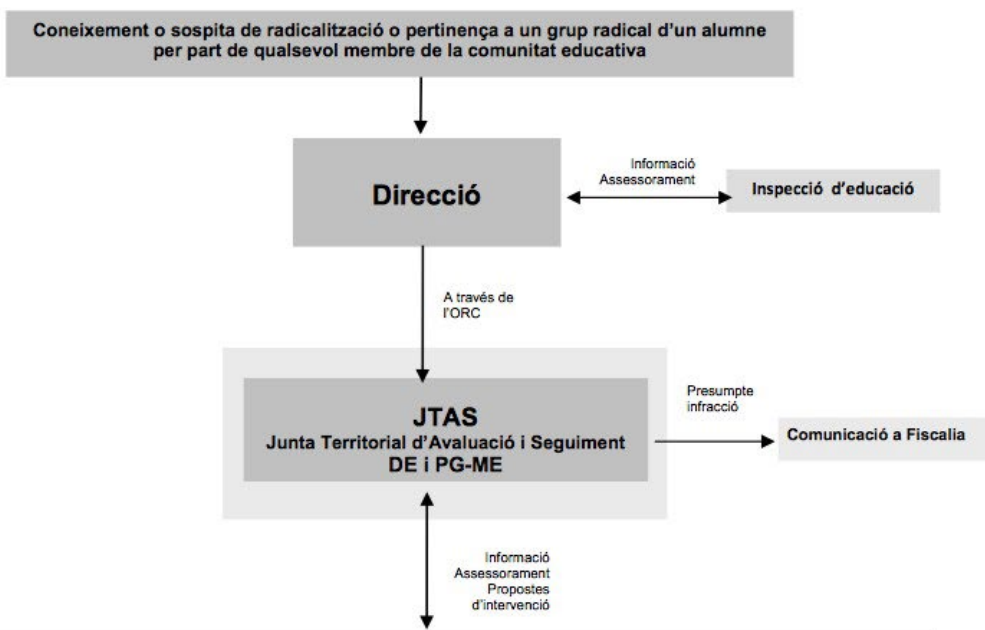 Coneixement o sospita de radicalització o pertinença a un grup radical d'un alumne
per part de qualsevol membre de la comunitat educativa
Direcció
Informació
Assessorament
Inspecció d'educació
A través de
l'ORC
JTAS
Junta Territorial d'Avaluació i Seguiment
DE i PG-ME
Presumpte
infracció
Comunicació a Fiscalia
Informació
Assessorament
Propostes
d'intervenció